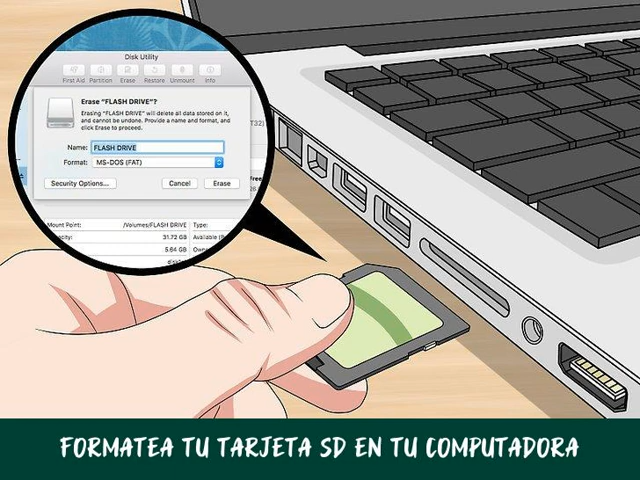 Disk Utility
First Aid Partition Erase Restore Unmount Info
Erase "FLASH DRIVE"?
Erasing "FLASH DRIVE" will delete all data stored on it,
and cannot be undone. Provide a name and format, and
click Erase to proceed.
Name: FLASH DRIVE
Format: MS-DOS (FAT)
Security Options... Cancel Erase
Mount Point: /Volumes/FLASH DRIVE Type:
31.72 GB Available
5.64 GB
FORMATEA TU TARJETA SD EN TU COMPUTADORA